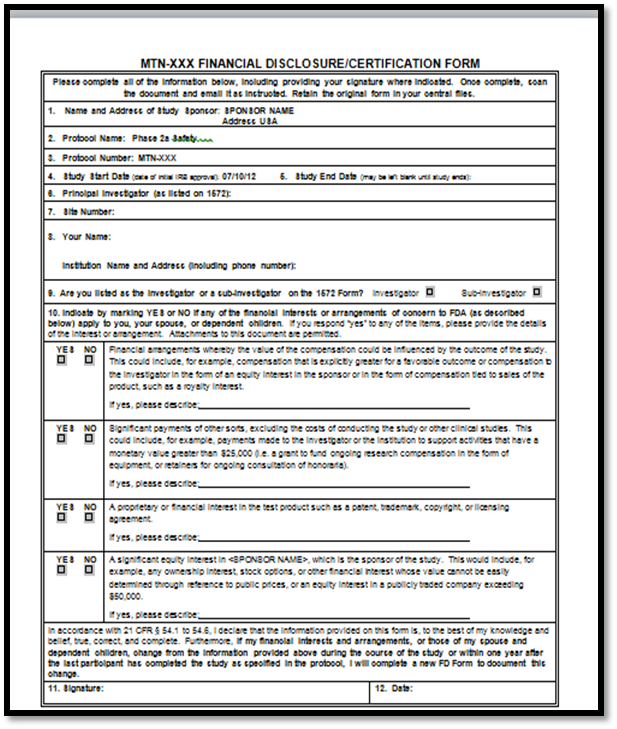 MTN-XXX FINANCIAL DISCLOSURE/CERTIFICATION FORM
Please complete all of the information below, including providing your signature where indicated. Once complete, scan
the document and email it as instructed. Retain the original form in your central files.
1. Name and Address of Study Sponsor: SPONSOR NAME
Address USA
2. Protocol Name: Phase 2a Safety
3. Protocol Number: MTN-XXX
4. Study Start Date (date of initial IRB approval): 07/10/12 5. Study End Date (may be left blank until study ends):
6. Principal Investigator (as listed on 1572):
7. Site Number:
8. Your Name:
Institution Name and Address (including phone number):
9. Are you listed as the Investigator or a sub-investigator on the 1572 Form? Investigator Sub-Investigator
10. Indicate by marking YES or NO if any of the financial interests or arrangements of concern to FDA (as described
below) apply to you, your spouse, or dependent children. If you respond "yes" to any of the items, please provide the details
of the interest or arrangement. Attachments to this document are permitted.
YES NO
Financial arrangements whereby the value of the compensation could be influenced by the outcome of the study.
This could include, for example, compensation that is explicitly greater for a favorable outcome or compensation to
the investigator in the form of an equity interest in the sponsor or in the form of compensation tied to sales of the
product, such as a royalty interest.
If yes, please describe:
YES NO
Significant payments of other sorts, excluding the costs of conducting the study or other clinical studies. This
could include, for example, payments made to the investigator or the institution to support activities that have a
monetary value greater than $25,000 (i.e. a grant to fund ongoing research compensation in the form of
equipment, or retainers for ongoing consultation of honoraria).
If yes, please describe:
YES NO
A proprietary or financial interest in the test product such as a patent, trademark, copyright, or licensing
agreement.
If yes, please describe:
YES NO
A significant equity interest in <SPONSOR NAME>, which is the sponsor of the study. This would include, for
example, any ownership interest, stock options, or other financial interest whose value cannot be easily
determined through reference to public prices, or an equity interest in a publicly traded company exceeding
$50,000.
If yes, please describe:
In accordance with 21 CFR § 54.1 to 54.6, I declare that the information provided on this form is, to the best of my knowledge and
belief, true, correct, and complete. Furthermore, if my financial interests and arrangements, or those of my spouse and
dependent children, change from the information provided above during the course of the study or within one year after
the last participant has completed the study as specified in the protocol, I will complete a new FD Form to document this
change.
11. Signature: 12. Date: